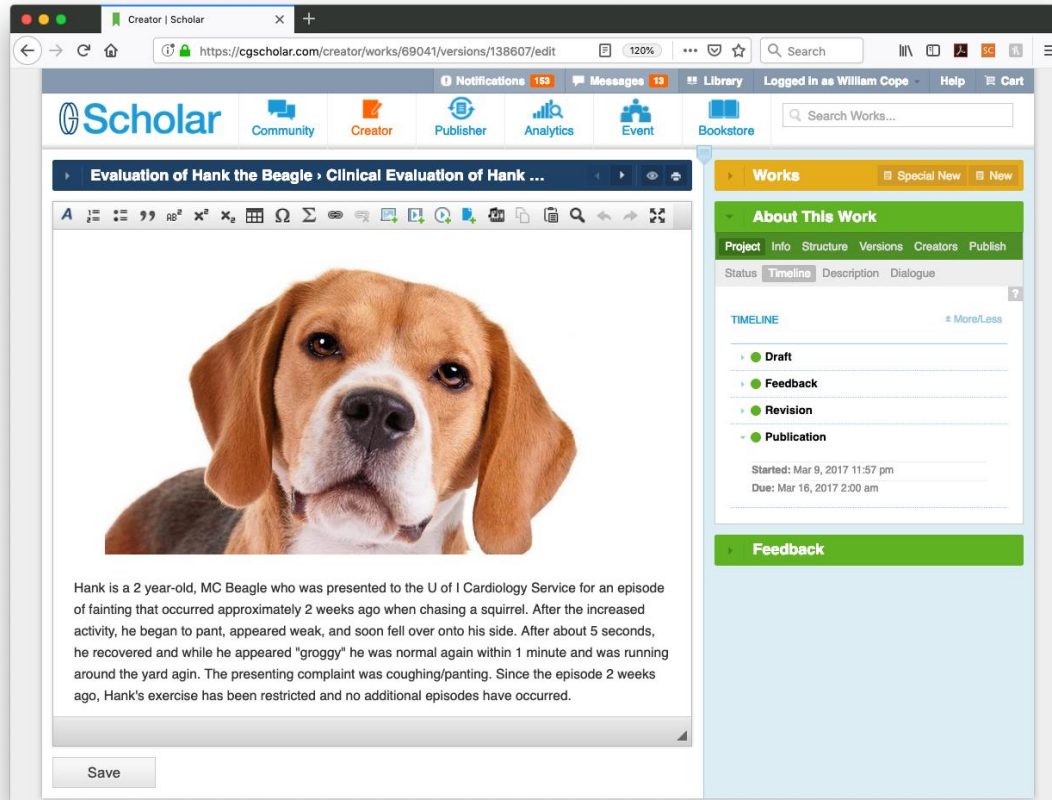 Creator | Scholar
https://cgscholar.com/creator/works/69041/versions/138607/edit
120%
Search
Notifications 153
Messages 13
Library
Logged in as William Cope
Help
Cart
Scholar
Community
Creator
Publisher
Analytics
Event
Bookstore
Search Works...
Evaluation of Hank the Beagle › Clinical Evaluation of Hank ...
Hank is a 2 year-old, MC Beagle who was presented to the U of I Cardiology Service for an episode
of fainting that occurred approximately 2 weeks ago when chasing a squirrel. After the increased
activity, he began to pant, appeared weak, and soon fell over onto his side. After about 5 seconds,
he recovered and while he appeared "groggy" he was normal again within 1 minute and was running
around the yard agin. The presenting complaint was coughing/panting. Since the episode 2 weeks
ago, Hank's exercise has been restricted and no additional episodes have occurred.
Save
Works
Special New
New
About This Work
Project Info Structure Versions Creators Publish
Status Timeline Description Dialogue
?
TIMELINE
± More/Less
Draft
Feedback
Revision
Publication
Started: Mar 9, 2017 11:57 pm
Due: Mar 16, 2017 2:00 am
Feedback